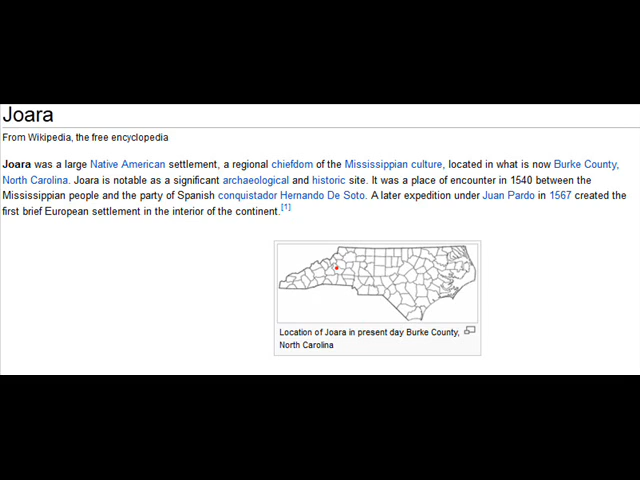 Joara
From Wikipedia, the free encyclopedia
Joara was a large Native American settlement, a regional chiefdom of the Mississippian culture, located in what is now Burke County,
North Carolina. Joara is notable as a significant archaeological and historic site. It was a place of encounter in 1540 between the
Mississippian people and the party of Spanish conquistador Hernando De Soto. A later expedition under Juan Pardo in 1567 created the
first brief European settlement in the interior of the continent.[1]
Location of Joara in present day Burke County,
North Carolina